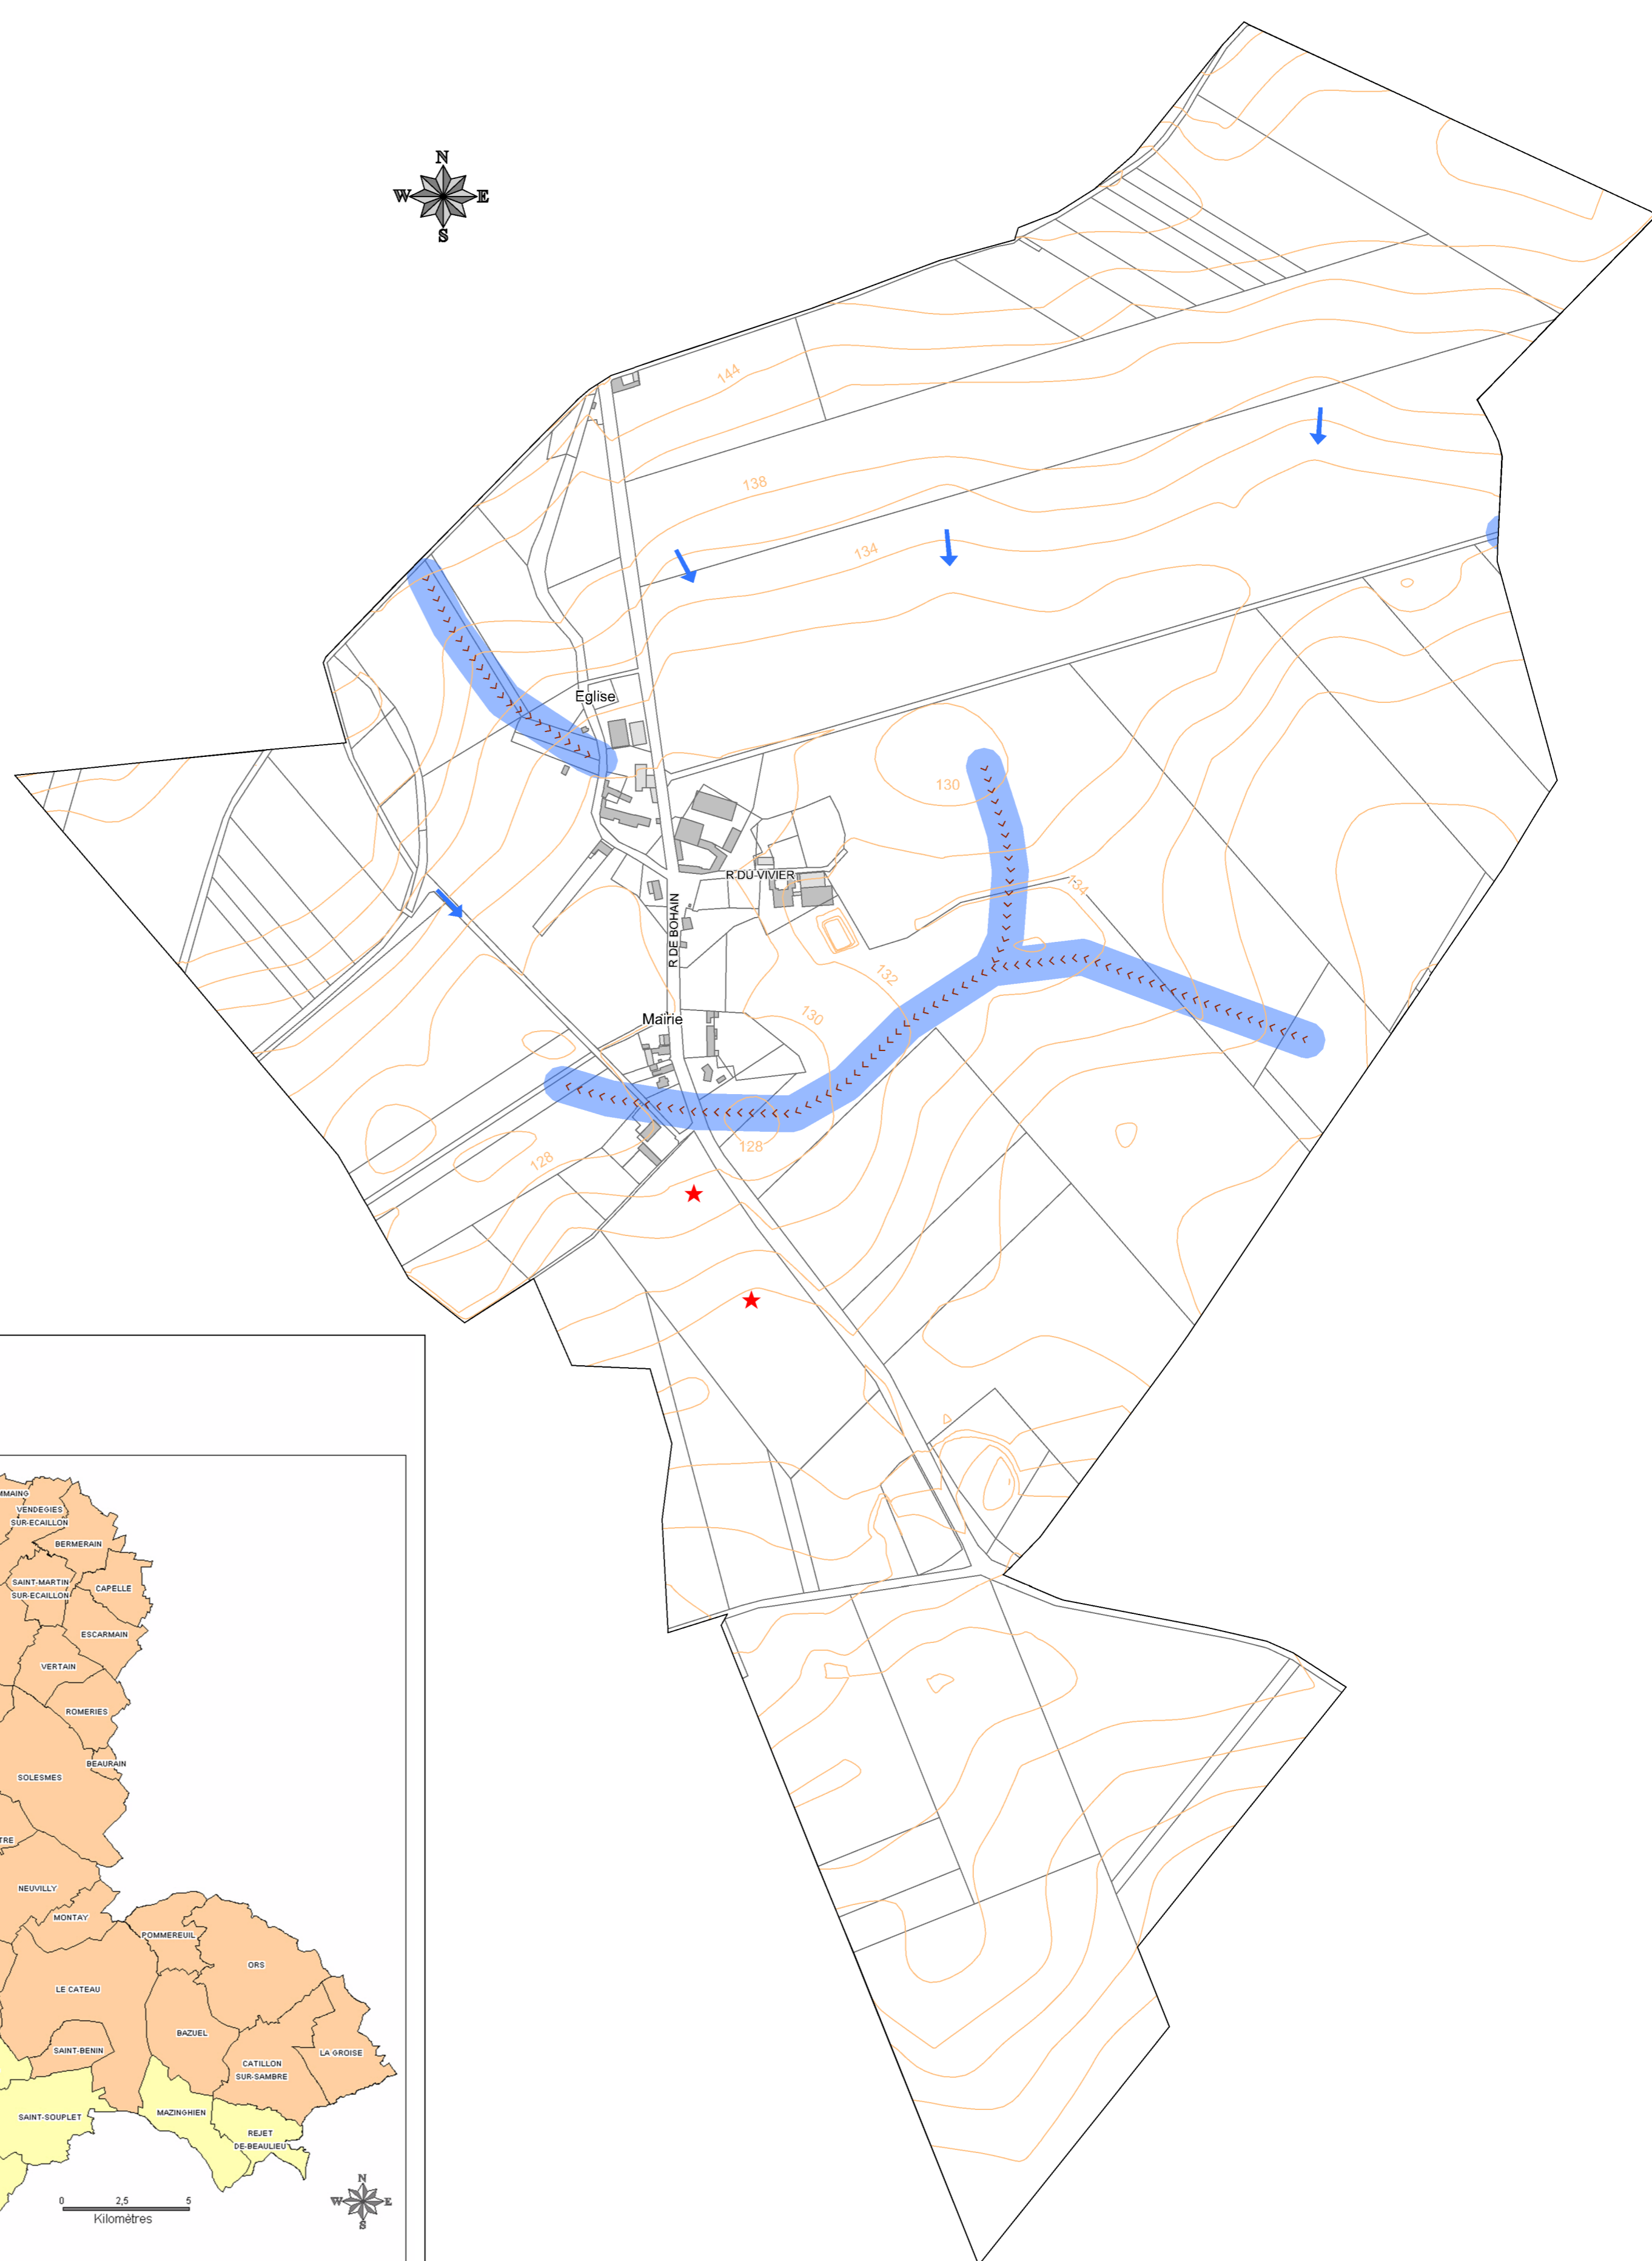 N
W E
S
144
138
134
Eglise
130
R DU VIVIER
134
R DE BOHAIN
132
130
Mairie
128
128
VENDEGIES
SUR-ECAILLON
BERMERAIN
SAINT-MARTIN
SUR-ECAILLON
CAPELLE
ESCARMAIN
VERTAIN
ROMERIES
BEAURAIN
SOLESMES
NEUVILLY
MONTAY
POMMEREUIL
ORS
LE CATEAU
BAZUEL
SAINT-BENIN
LA GROISE
CATILLON
SUR-SAMBRE
MAZINGHIEN
SAINT-SOUPLET
REJET
DE-BEAULIEU
N
W E
S
0 2,5 5
Kilomètres